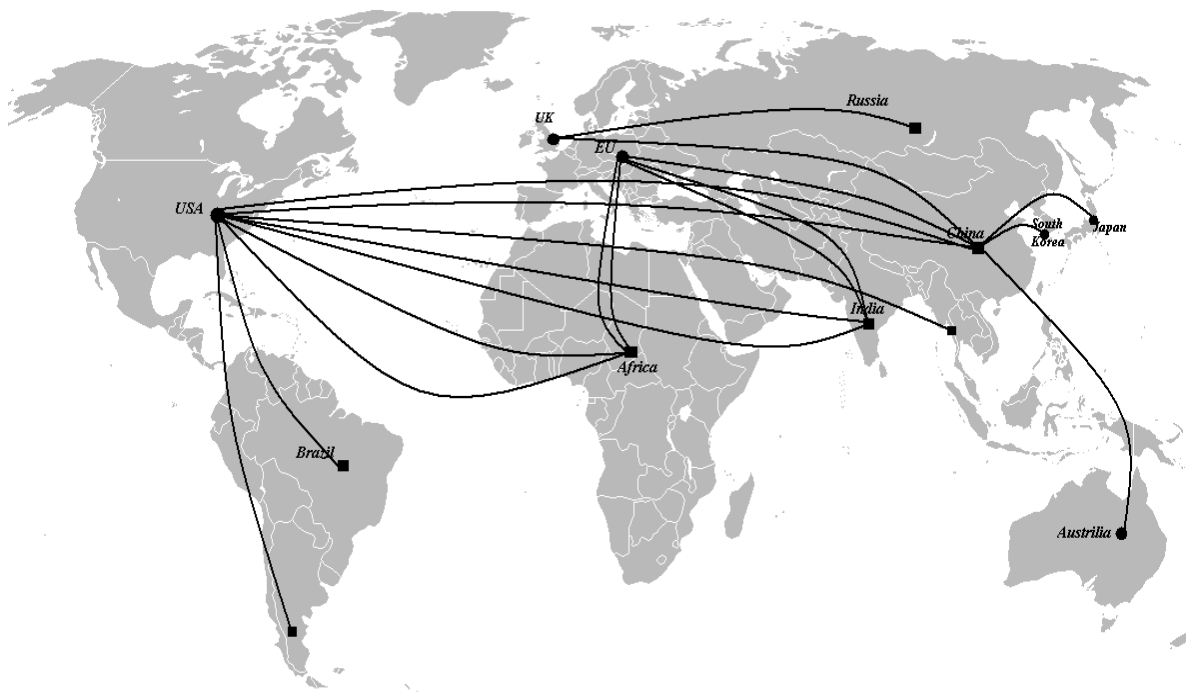 Russia
UK
EU
USA
South
Korea
Japan
China
India
Africa
Brazil
Austrilia